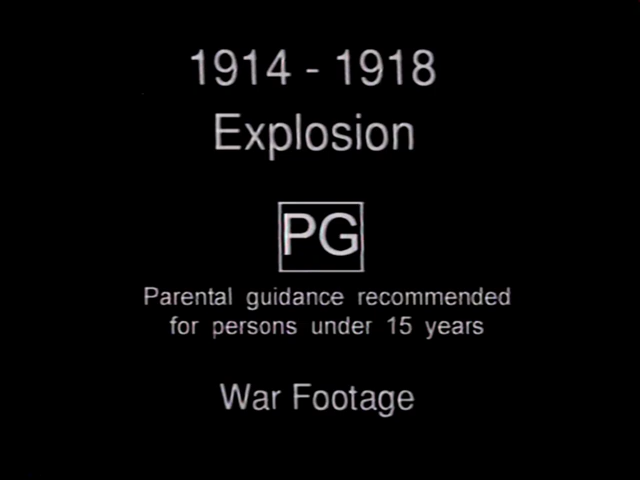 1914 - 1918
Explosion
PG
Parental guidance recommended
for persons under 15 years
War Footage